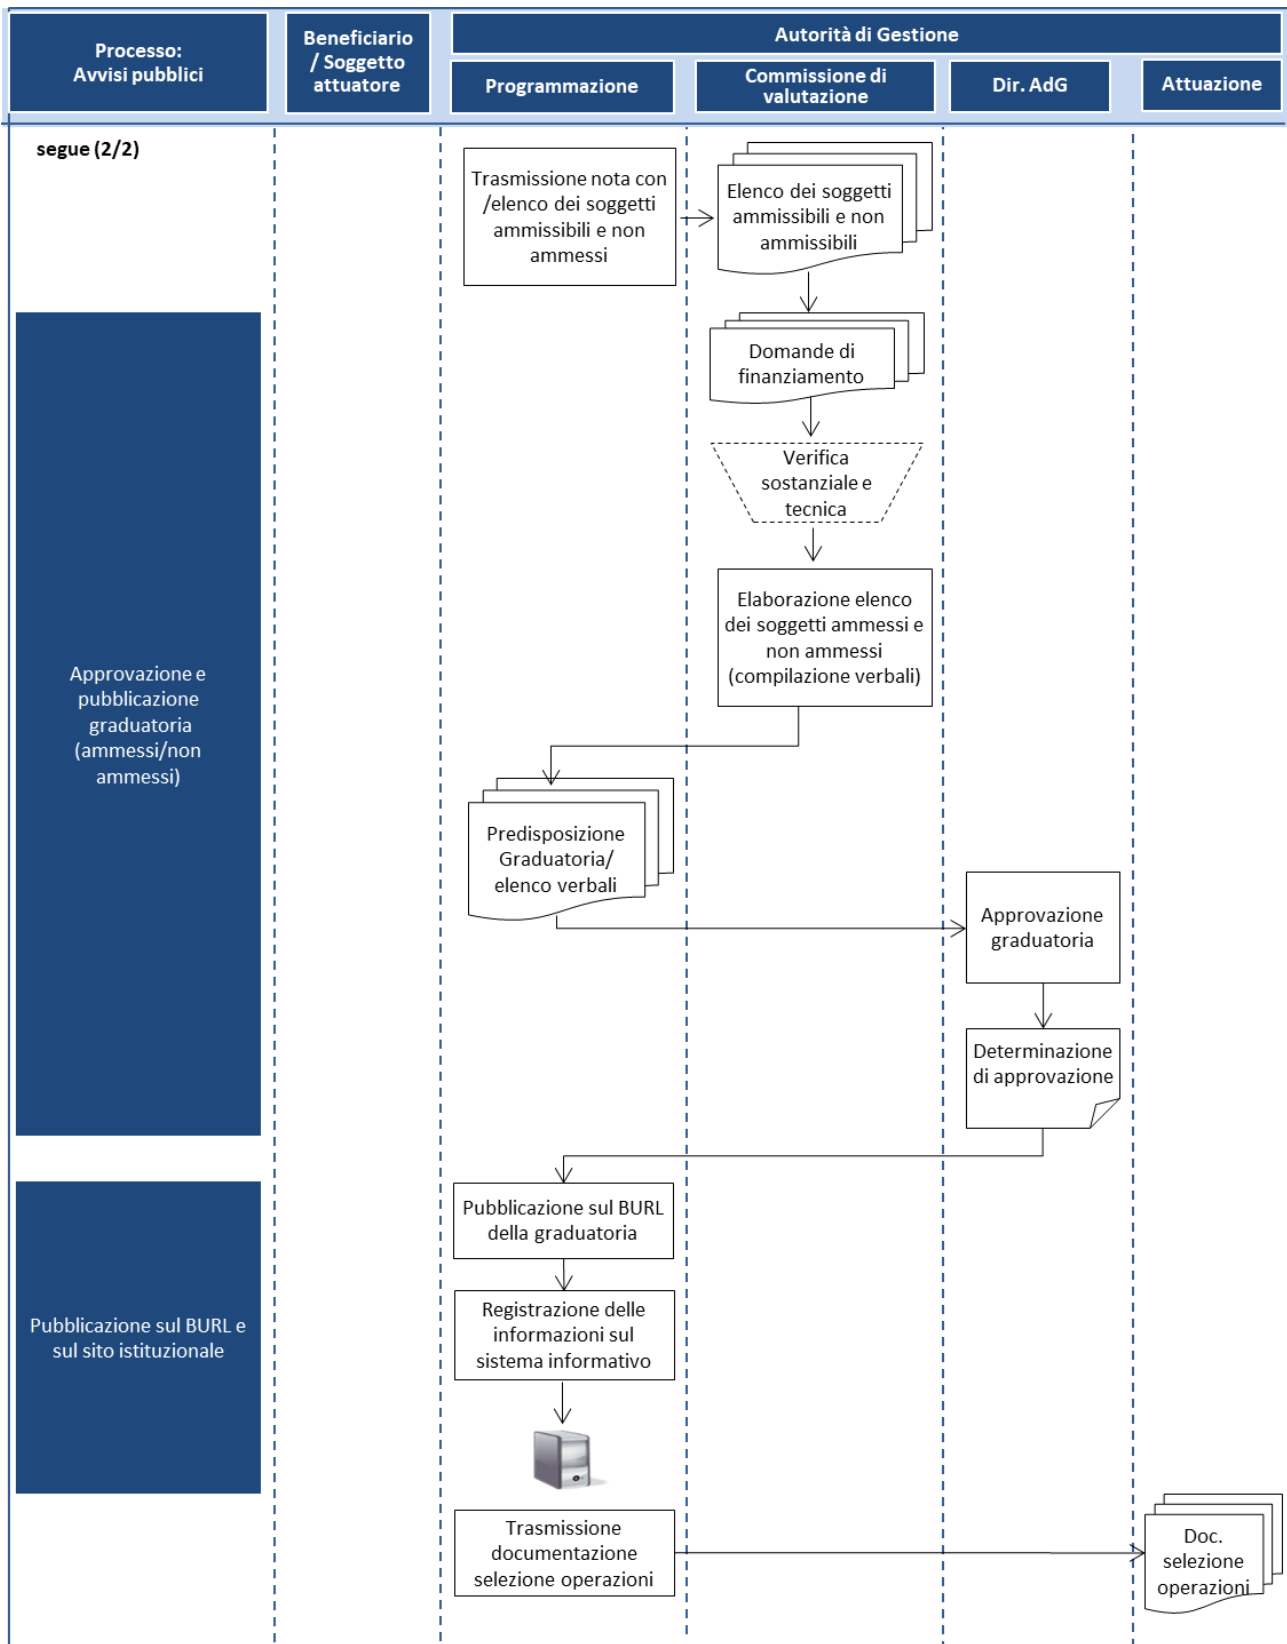 Processo:
Avvisi pubblici
Beneficiario
/ Soggetto
attuatore
Autorità di Gestione
Programmazione
Commissione di
valutazione
Dir. AdG
Attuazione
segue (2/2)
Trasmissione nota con
/elenco dei soggetti
ammissibili e non
ammessi
Elenco dei soggetti
ammissibili e non
ammissibili
Domande di
finanziamento
Verifica
sostanziale e
tecnica
Elaborazione elenco
dei soggetti ammessi e
non ammessi
(compilazione verbali)
Approvazione e
pubblicazione
graduatoria
(ammessi/non
ammessi)
Predisposizione
Graduatoria/
elenco verbali
Approvazione
graduatoria
Determinazione
di approvazione
Pubblicazione sul BURL
della graduatoria
Registrazione delle
informazioni sul
sistema informativo
Pubblicazione sul BURL e
sul sito istituzionale
Trasmissione
documentazione
selezione operazioni
Doc.
selezione
operazioni